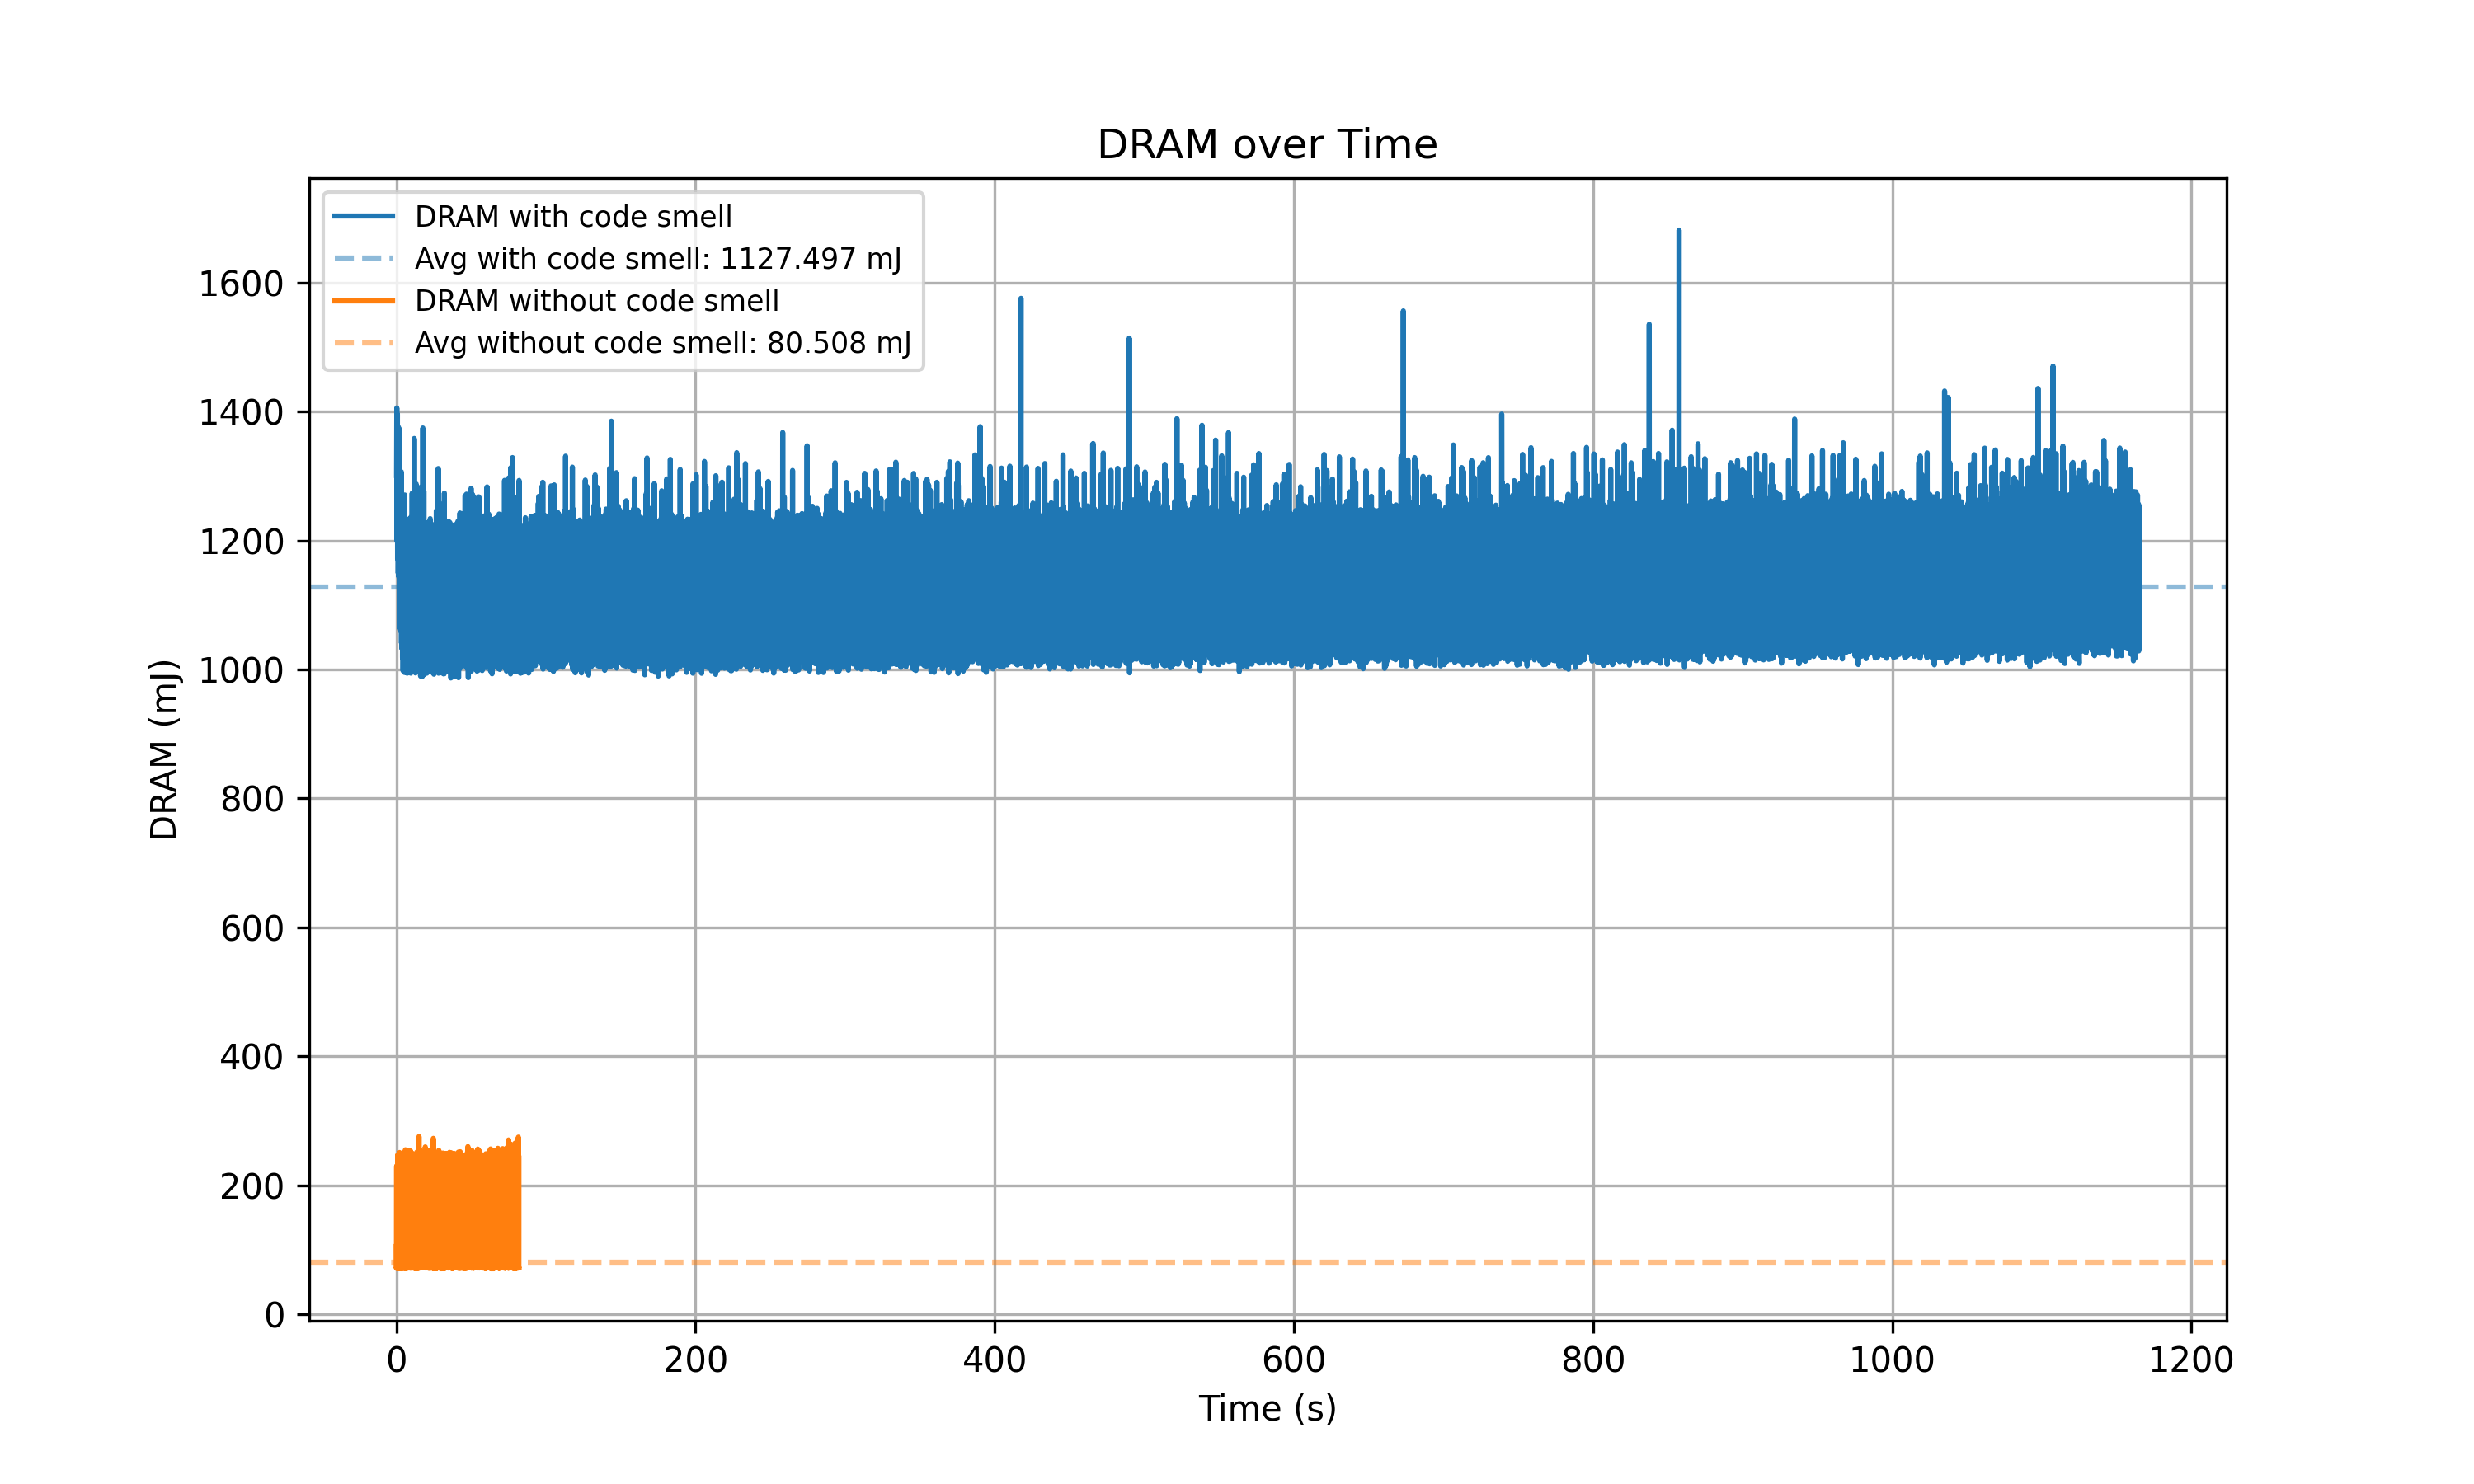 DRAM over Time
DRAM with code smell
Avg with code smell: 1127.497 mJ
DRAM without code smell
Avg without code smell: 80.508 mJ
DRAM (mJ)
1600
1400
1200
1000
800
600
400
200
0
0 200 400 600 800 1000 1200
Time (s)